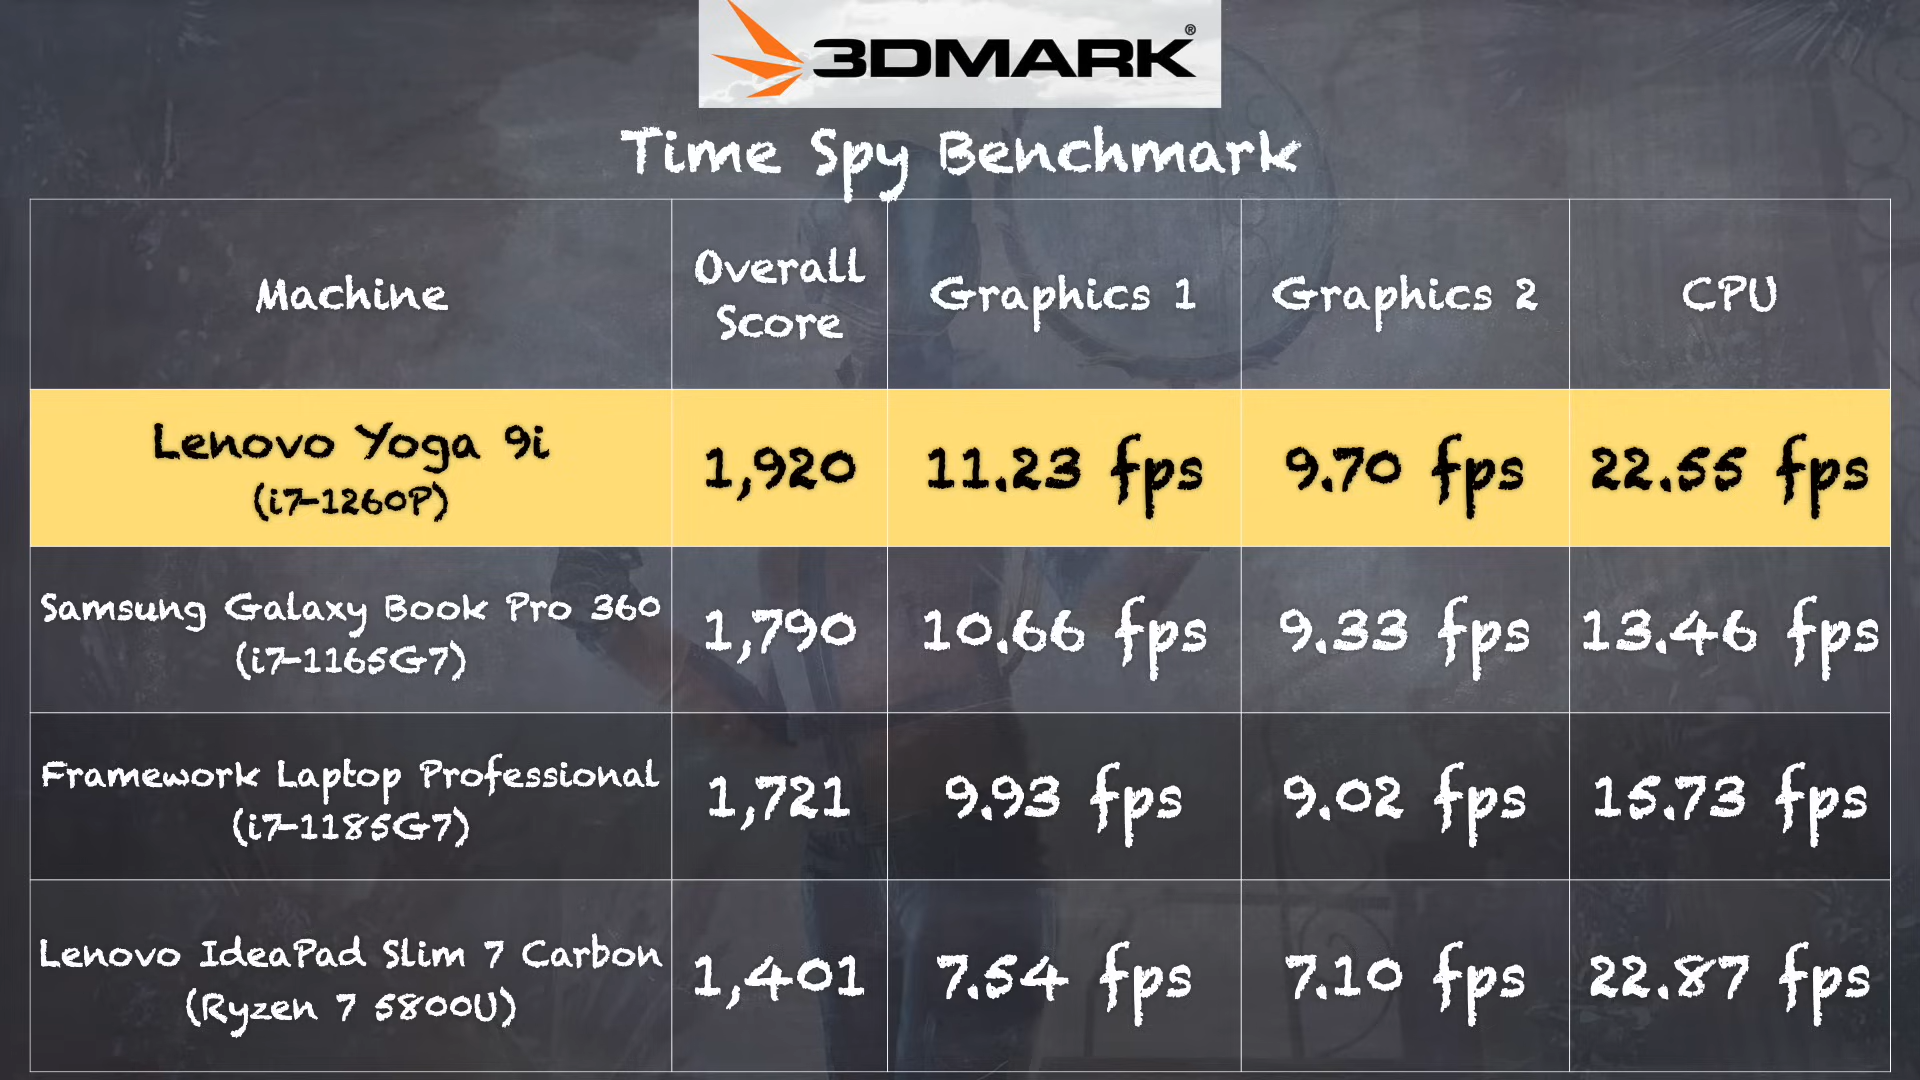 3DMARK®
Time Spy Benchmark
Machine
Overall
Score
Graphics 1
Graphics 2
CPU
Lenovo Yoga 9i
(i7-1260P)
1,920
11.23 fps
9.70 fps
22.55 fps
Samsung Galaxy Book Pro 360
(i7-1165G7)
1,790
10.66 fps
9.33 fps
13.46 fps
Framework Laptop Professional
(i7-1185G7)
1,721
9.93 fps
9.02 fps
15.73 fps
Lenovo IdeaPad Slim 7 Carbon
(Ryzen 7 5800U)
1,401
7.54 fps
7.10 fps
22.87 fps